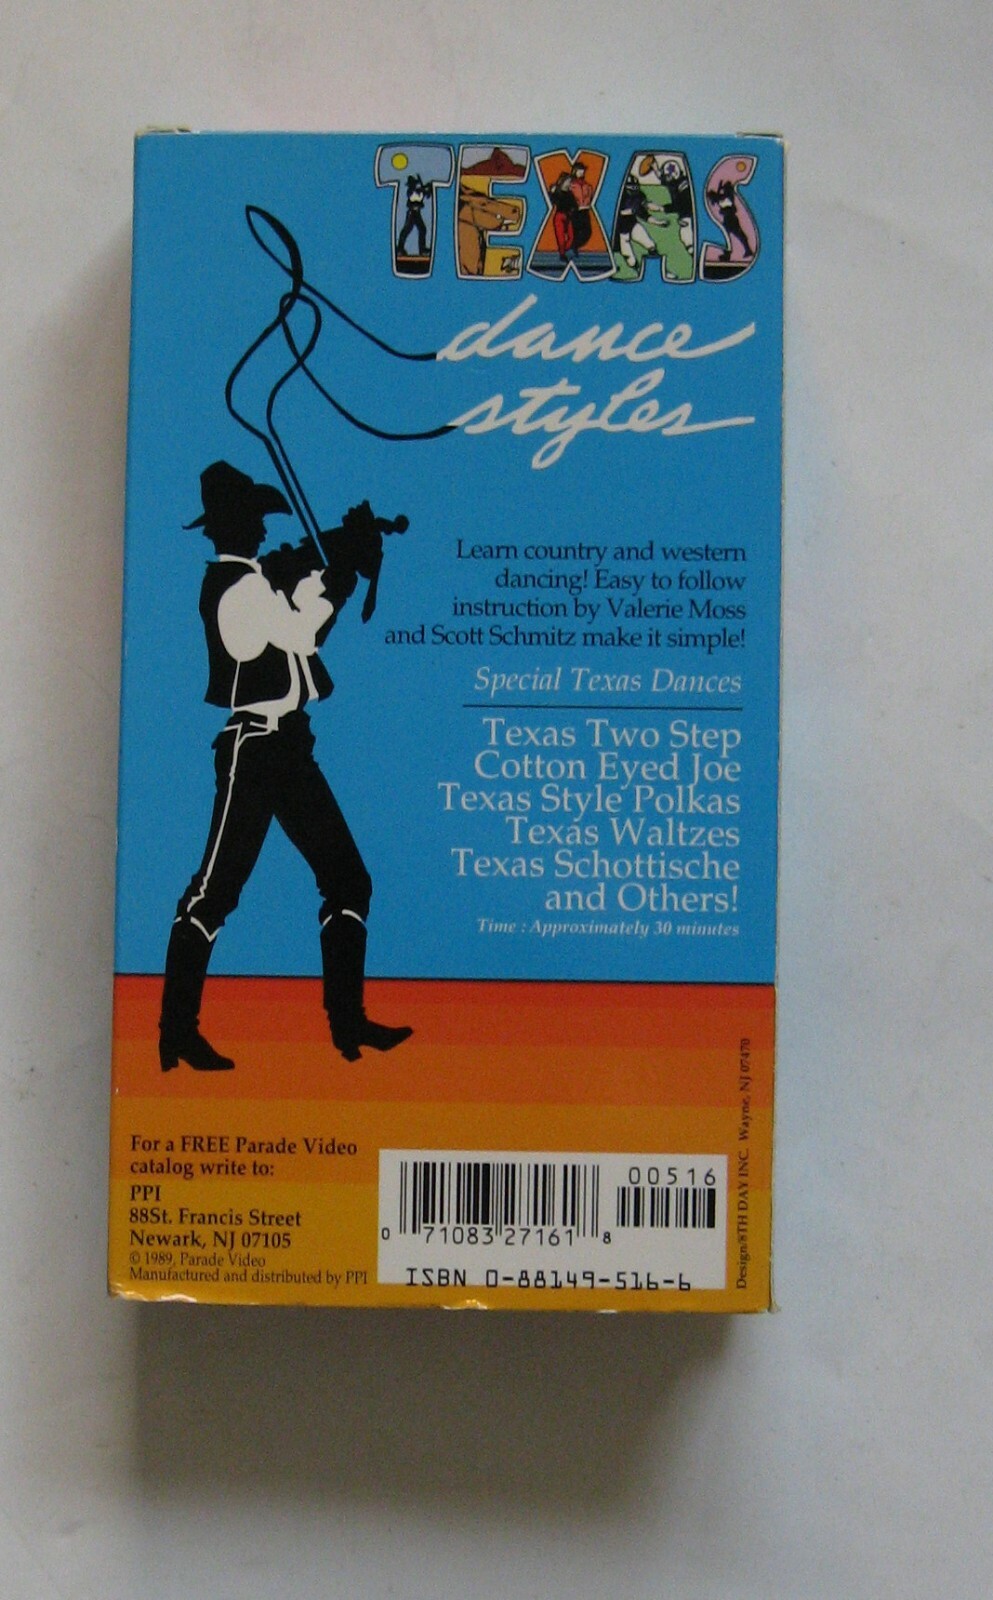 TEXAS
dance
styles
Learn country and western
dancing! Easy to follow
instruction by Valerie Moss
and Scott Schmitz make it simple!
Special Texas Dances
Texas Two Step
Cotton Eyed Joe
Texas Style Polkas
Texas Waltzes
Texas Schottische
and Others!
Time : Approximately 30 minutes
For a FREE Parade Video
catalog write to:
PPI
88St. Francis Street
Newark, NJ 07105
© 1989, Parade Video
Manufactured and distributed by PPI
00516
0 71083 27161 8
ISBN 0-88149-516-6
Design/8TH DAY INC. Wayne, NJ 07470